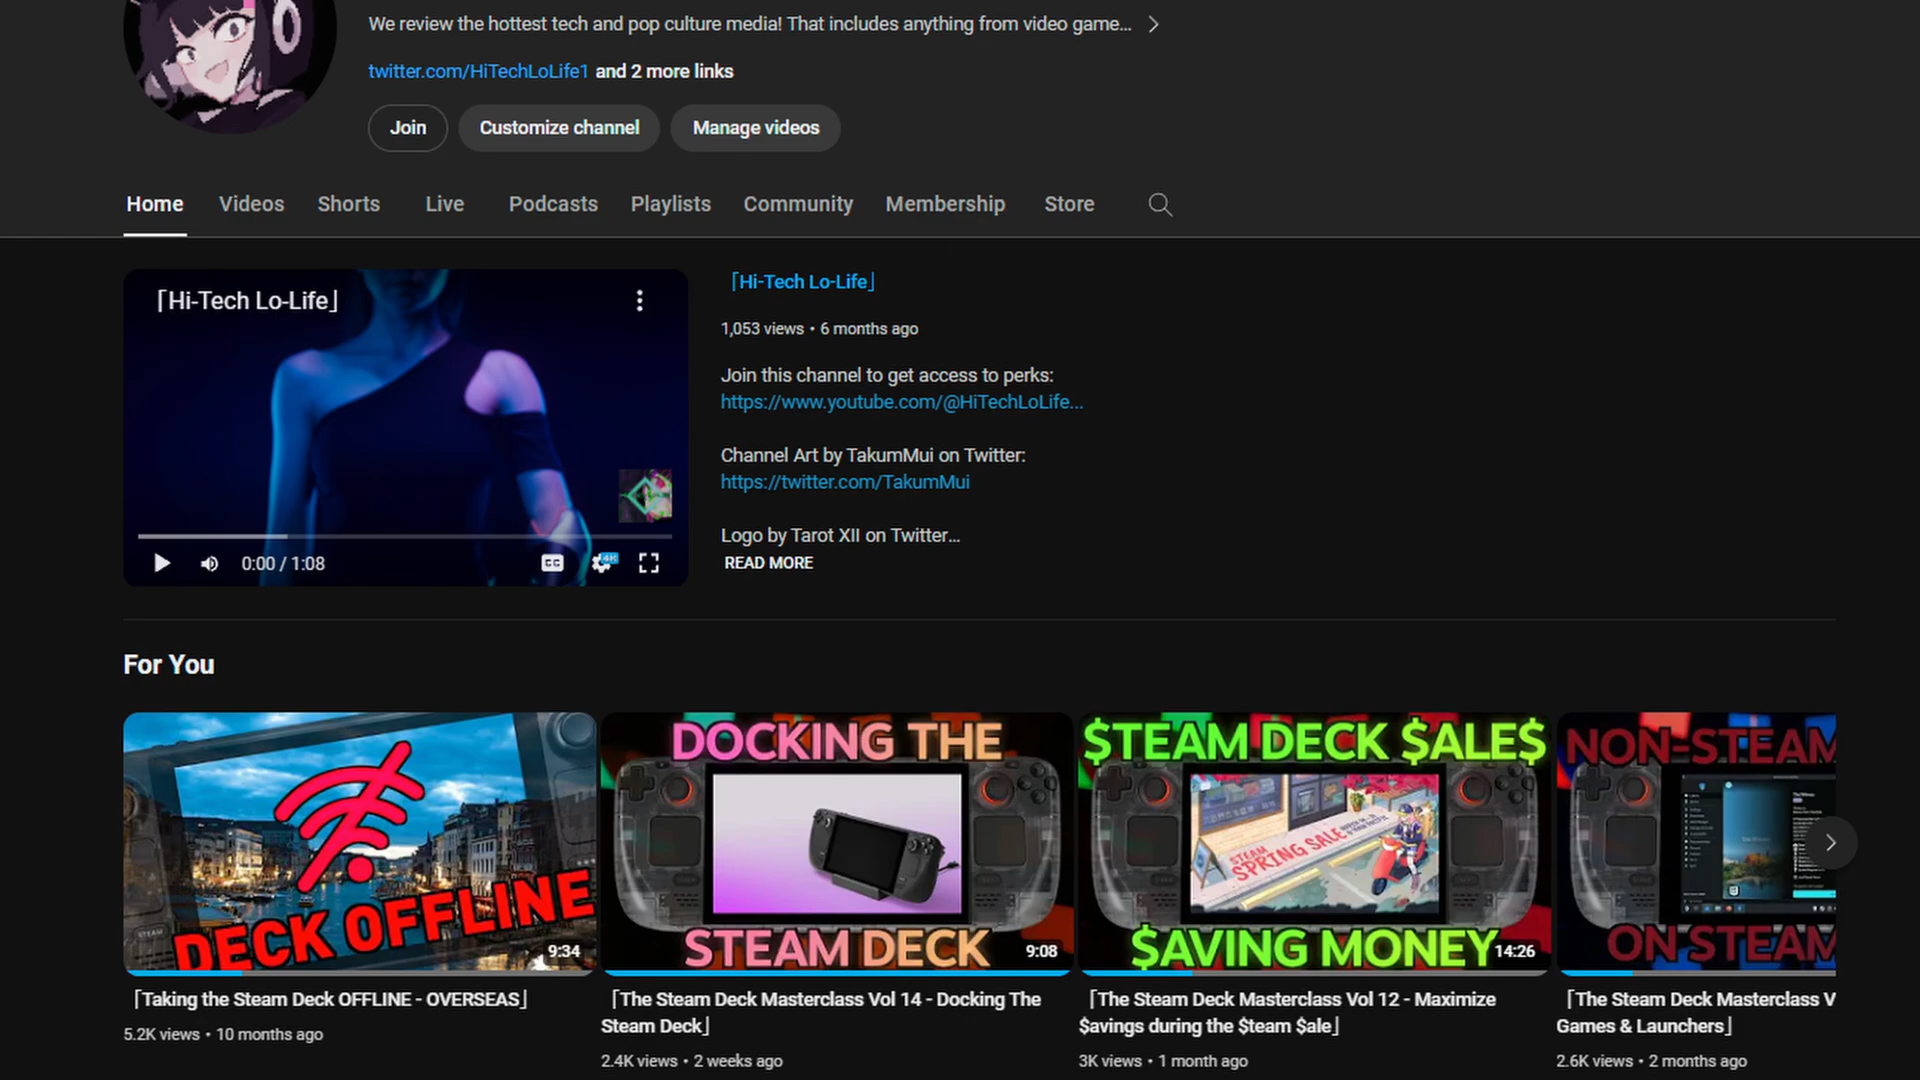 We review the hottest tech and pop culture media! That includes anything from video game...
twitter.com/HiTechLoLife1 and 2 more links
Join
Customize channel
Manage videos
Home
Videos
Shorts
Live
Podcasts
Playlists
Community
Membership
Store
「Hi-Tech Lo-Life」
0:00 / 1:08
CC
4K
「Hi-Tech Lo-Life」
1,053 views • 6 months ago
Join this channel to get access to perks:
https://www.youtube.com/@HiTechLoLife...
Channel Art by TakumMui on Twitter:
https://twitter.com/TakumMui
Logo by Tarot XII on Twitter...
READ MORE
For You
STEAM
DECK OFFLINE
9:34
「Taking the Steam Deck OFFLINE - OVERSEAS」
5.2K views • 10 months ago
DOCKING THE
STEAM DECK
9:08
「The Steam Deck Masterclass Vol 14 - Docking The
Steam Deck」
2.4K views • 2 weeks ago
$TEAM DECK $ALE$
STEAM
SPRING SALE
$AVING MONEY
14:26
「The Steam Deck Masterclass Vol 12 - Maximize
$avings during the $team $ale」
3K views • 1 month ago
NON-STEAM
ON STEAM
「The Steam Deck Masterclass V
Games & Launchers」
2.6K views • 2 months ago